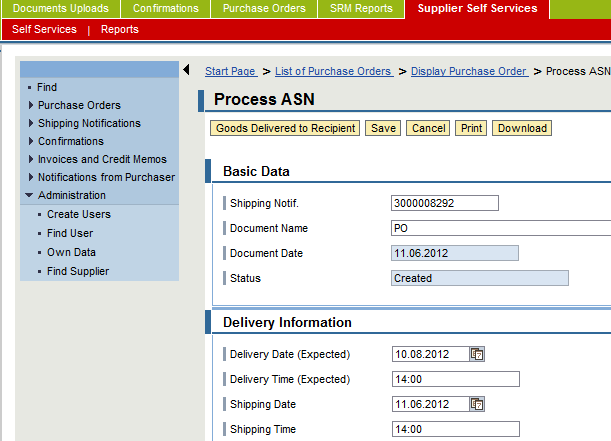 Documents Uploads Confirmations Purchase Orders SRM Reports Supplier Self Services
Self Services | Reports
Start Page > List of Purchase Orders > Display Purchase Order > Process ASN
Find
Purchase Orders
Shipping Notifications
Confirmations
Invoices and Credit Memos
Notifications from Purchaser
Administration
Create Users
Find User
Own Data
Find Supplier
Process ASN
Goods Delivered to Recipient Save Cancel Print Download
Basic Data
Shipping Notif. 3000008292
Document Name PO
Document Date 11.06.2012
Status Created
Delivery Information
Delivery Date (Expected) 10.08.2012
Delivery Time (Expected) 14:00
Shipping Date 11.06.2012
Shipping Time 14:00